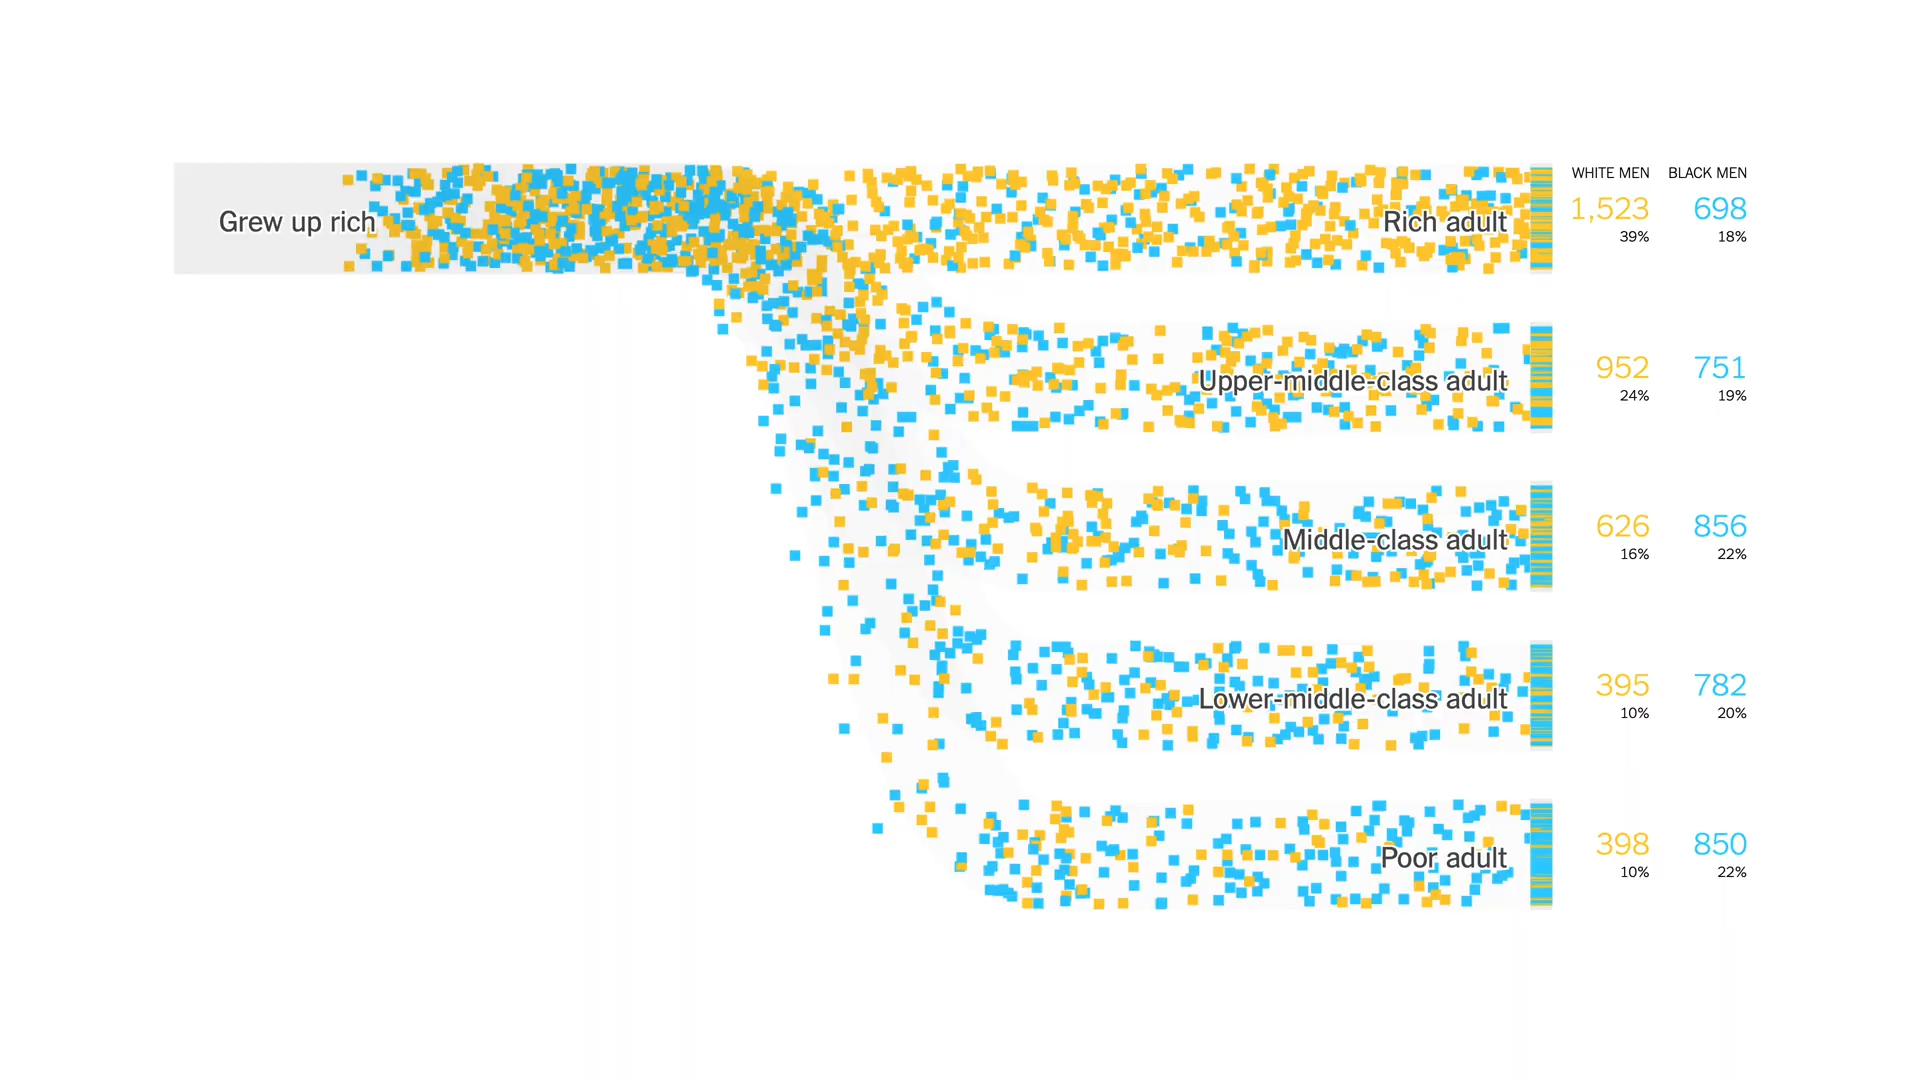 WHITE MEN BLACK MEN
Grew up rich
Rich adult
1,523 698
39% 18%
Upper-middle-class adult
952 751
24% 19%
Middle-class adult
626 856
16% 22%
Lower-middle-class adult
395 782
10% 20%
Poor adult
398 850
10% 22%